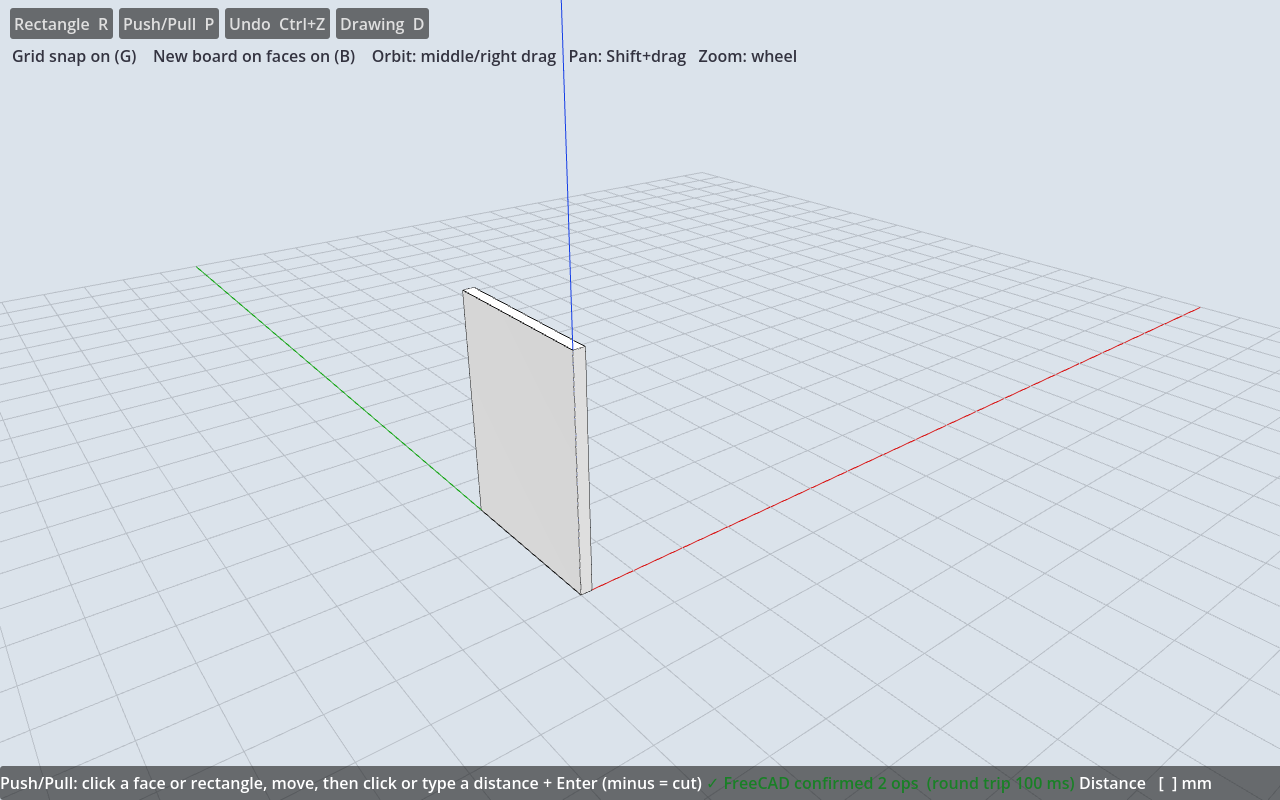 Rectangle R Push/Pull P Undo Ctrl+Z Drawing D
Grid snap on (G) New board on faces on (B) Orbit: middle/right drag Pan: Shift+drag Zoom: wheel
Push/Pull: click a face or rectangle, move, then click or type a distance + Enter (minus = cut) ✓ FreeCAD confirmed 2 ops (round trip 100 ms) Distance [ ] mm